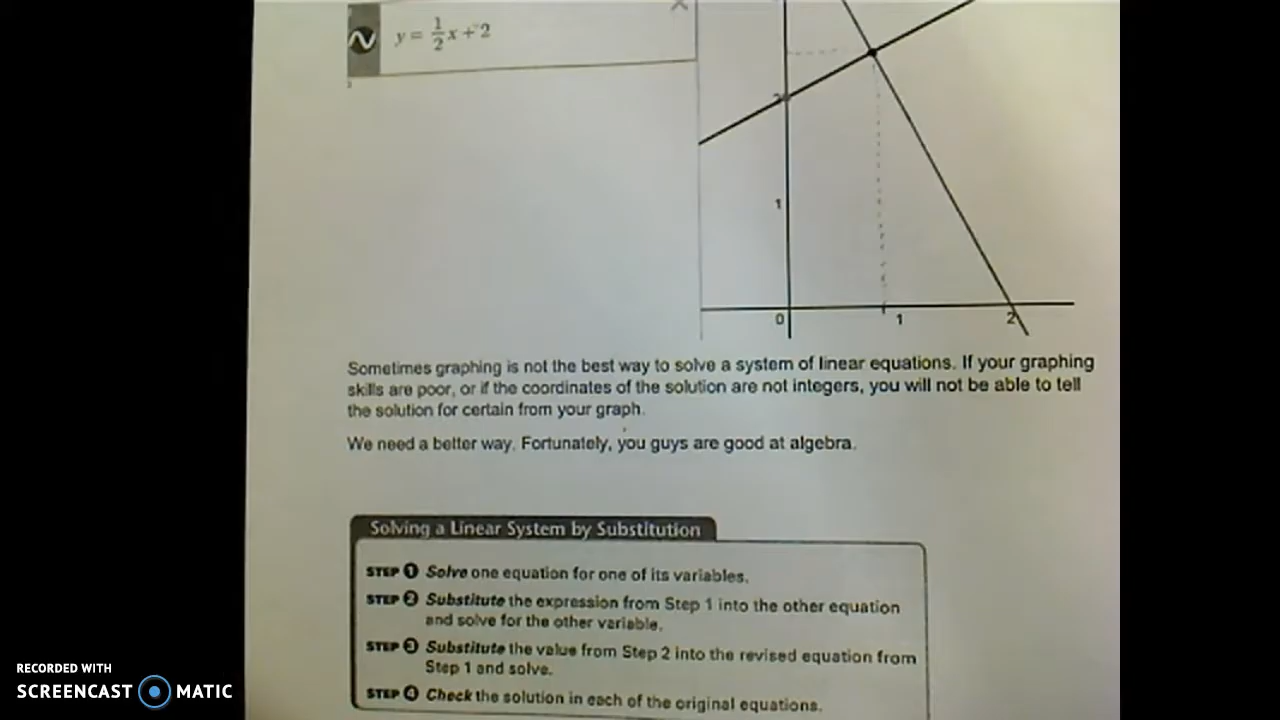 y = 1/2 x + 2
2
1
0
1
2
Sometimes graphing is not the best way to solve a system of linear equations. If your graphing
skills are poor, or if the coordinates of the solution are not integers, you will not be able to tell
the solution for certain from your graph.
We need a better way. Fortunately, you guys are good at algebra.
Solving a Linear System by Substitution
STEP 1 Solve one equation for one of its variables.
STEP 2 Substitute the expression from Step 1 into the other equation
and solve for the other variable.
STEP 3 Substitute the value from Step 2 into the revised equation from
Step 1 and solve.
STEP 4 Check the solution in each of the original equations.
RECORDED WITH
SCREENCAST MATIC